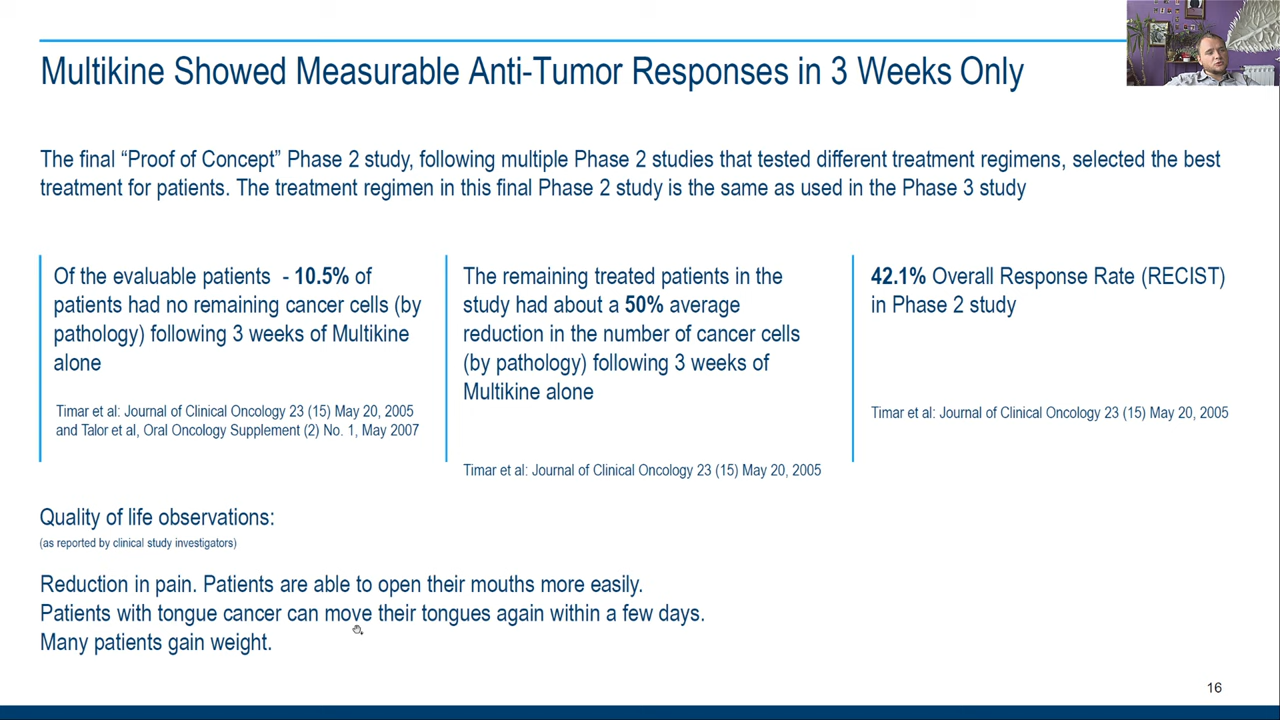 Multikine Showed Measurable Anti-Tumor Responses in 3 Weeks Only
The final “Proof of Concept” Phase 2 study, following multiple Phase 2 studies that tested different treatment regimens, selected the best
treatment for patients. The treatment regimen in this final Phase 2 study is the same as used in the Phase 3 study
Of the evaluable patients - 10.5% of
patients had no remaining cancer cells (by
pathology) following 3 weeks of Multikine
alone
Timar et al: Journal of Clinical Oncology 23 (15) May 20, 2005
and Talor et al, Oral Oncology Supplement (2) No. 1, May 2007
The remaining treated patients in the
study had about a 50% average
reduction in the number of cancer cells
(by pathology) following 3 weeks of
Multikine alone
Timar et al: Journal of Clinical Oncology 23 (15) May 20, 2005
42.1% Overall Response Rate (RECIST)
in Phase 2 study
Timar et al: Journal of Clinical Oncology 23 (15) May 20, 2005
Quality of life observations:
(as reported by clinical study investigators)
Reduction in pain. Patients are able to open their mouths more easily.
Patients with tongue cancer can move their tongues again within a few days.
Many patients gain weight.
16